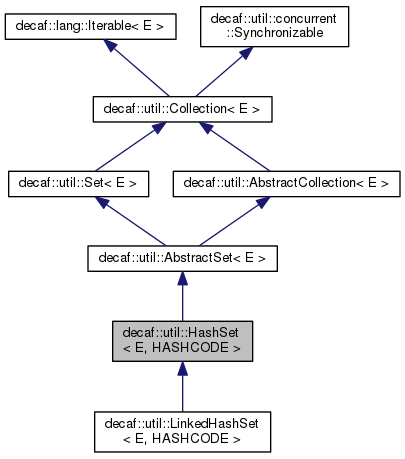 decaf::lang::Iterable< E >
decaf::util::concurrent
::Synchronizable
decaf::util::Collection< E >
decaf::util::Set< E >
decaf::util::AbstractCollection< E >
decaf::util::AbstractSet< E >
decaf::util::HashSet
< E, HASHCODE >
decaf::util::LinkedHashSet
< E, HASHCODE >